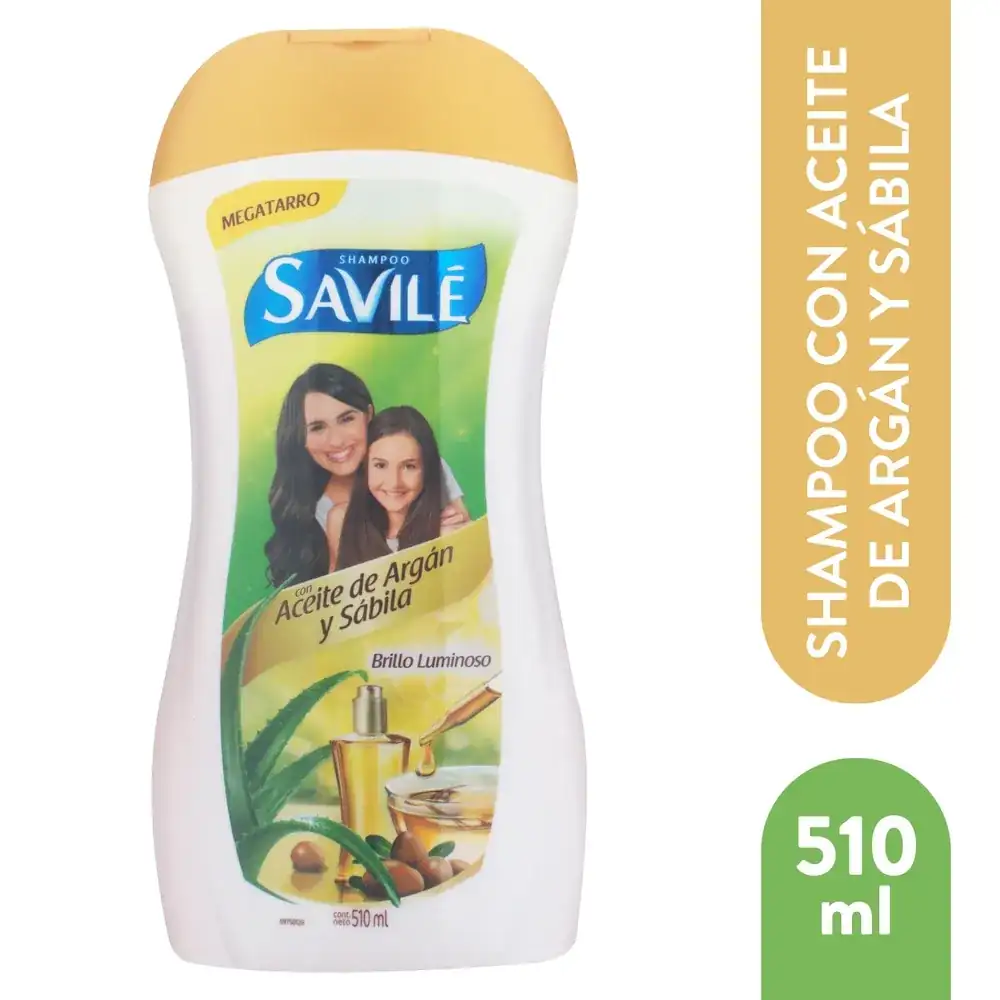 MEGATARRO
SHAMPOO
SAVILÉ
con
Aceite de Argán
y Sábila
Brillo Luminoso
cont.
neto 510 ml
SHAMPOO CON ACEITE
DE ARGÁN Y SÁBILA
510
ml